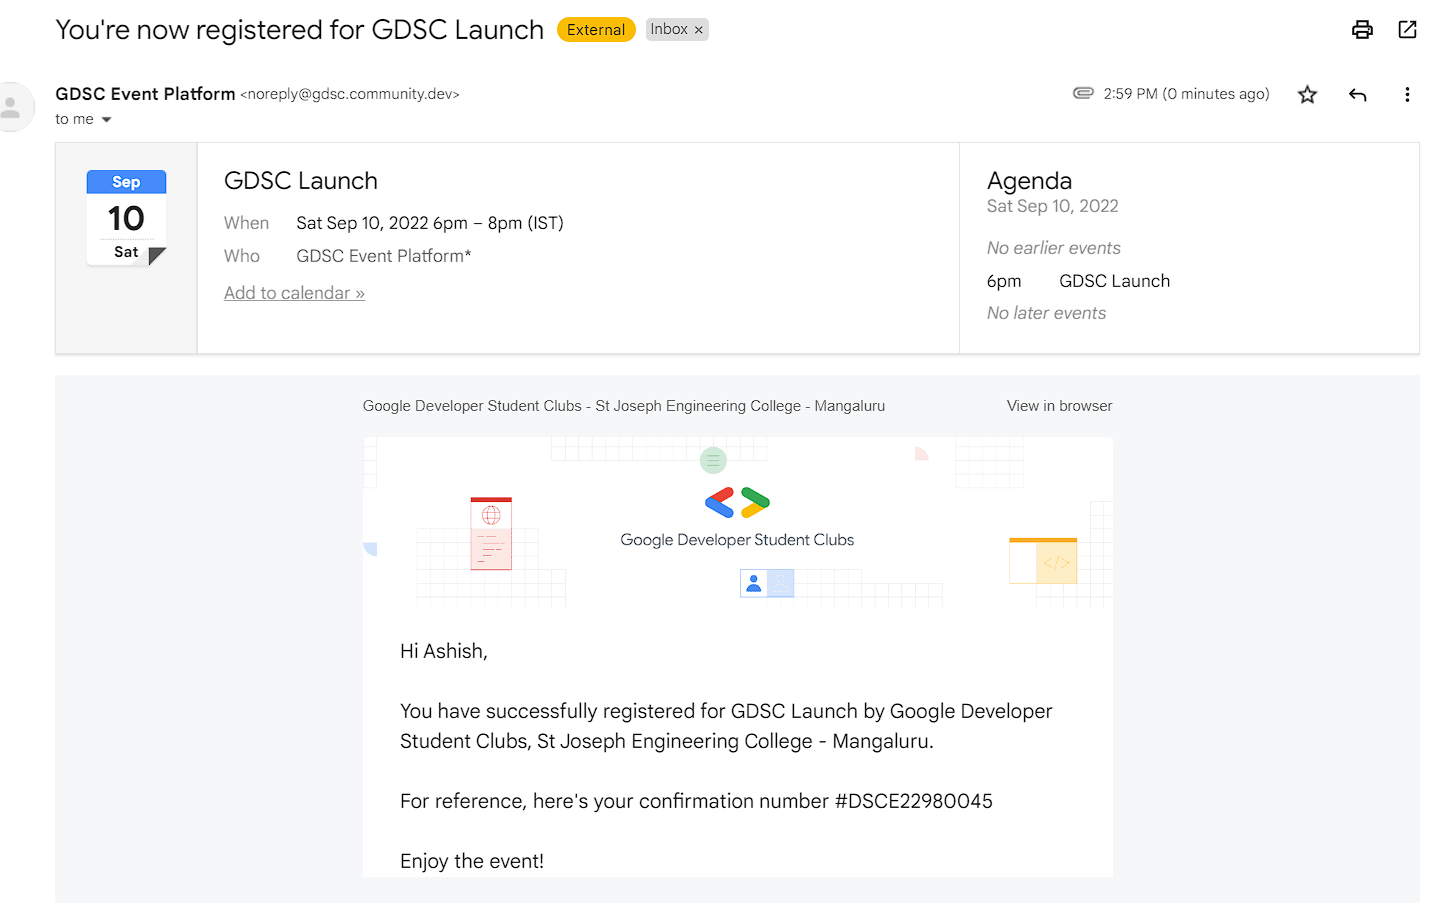 You're now registered for GDSC Launch External Inbox ×
GDSC Event Platform <noreply@gdsc.community.dev> 2:59 PM (0 minutes ago)
to me
Sep
10
Sat
GDSC Launch
When Sat Sep 10, 2022 6pm – 8pm (IST)
Who GDSC Event Platform*
Add to calendar »
Agenda
Sat Sep 10, 2022
No earlier events
6pm GDSC Launch
No later events
Google Developer Student Clubs - St Joseph Engineering College - Mangaluru View in browser
Google Developer Student Clubs
</>
Hi Ashish,
You have successfully registered for GDSC Launch by Google Developer
Student Clubs, St Joseph Engineering College - Mangaluru.
For reference, here's your confirmation number #DSCE22980045
Enjoy the event!